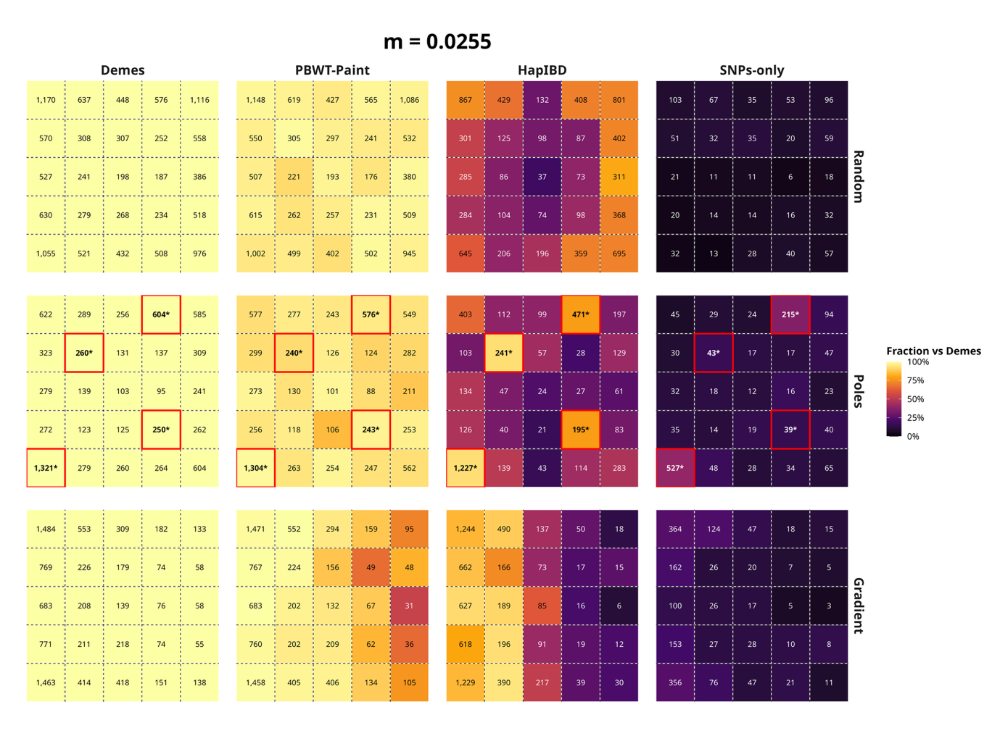 m = 0.0255
Demes PBWT-Paint HapIBD SNPs-only
1,170 637 448 576 1,116 1,148 619 427 565 1,086 867 429 132 408 801 103 67 35 53 96
570 308 307 252 558 550 305 297 241 532 301 125 98 87 402 51 32 35 20 59
527 241 198 187 386 507 221 193 176 380 285 86 37 73 311 21 11 11 6 18
630 279 268 234 518 615 262 257 231 509 284 104 74 98 368 20 14 14 16 32
1,055 521 432 508 976 1,002 499 402 502 945 645 206 196 359 695 32 13 28 40 57
Random
622 289 256 604* 585 577 277 243 576* 549 403 112 99 471* 197 45 29 24 215* 94
323 260* 131 137 309 299 240* 126 124 282 103 241* 57 28 129 30 43* 17 17 47
279 139 103 95 241 273 130 101 88 211 134 47 24 27 61 32 18 12 16 23
272 123 125 250* 262 256 118 106 243* 253 126 40 21 195* 83 35 14 19 39* 40
1,321* 279 260 264 604 1,304* 263 254 247 562 1,227* 139 43 114 283 527* 48 28 34 65
Poles
1,484 553 309 182 133 1,471 552 294 159 95 1,244 490 137 50 18 364 124 47 18 15
769 226 179 74 58 767 224 156 49 48 662 166 73 17 15 162 26 20 7 5
683 208 139 76 58 683 202 132 67 31 627 189 85 16 6 100 26 17 5 3
771 211 218 74 55 760 202 209 62 36 618 196 91 19 12 153 27 28 10 8
1,463 414 418 151 138 1,458 405 406 134 105 1,229 390 217 39 30 356 76 47 21 11
Gradient
Fraction vs Demes
100%
75%
50%
25%
0%